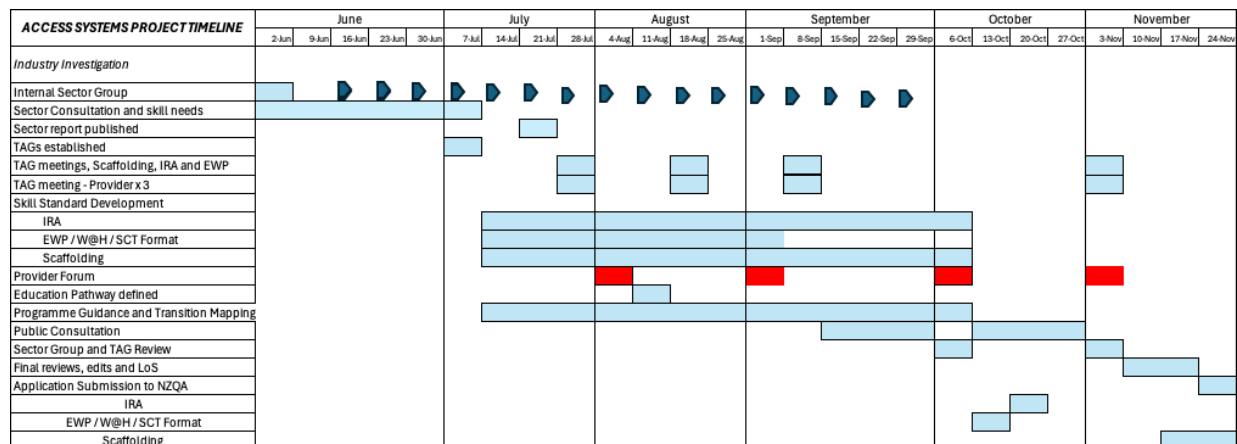 ACCESS SYSTEMS PROJECT TIMELINE
June July August September October November
2-Jun 9-Jun 16-Jun 23-Jun 30-Jun 7-Jul 14-Jul 21-Jul 28-Jul 4-Aug 11-Aug 18-Aug 25-Aug 1-Sep 8-Sep 15-Sep 22-Sep 29-Sep 6-Oct 13-Oct 20-Oct 27-Oct 3-Nov 10-Nov 17-Nov 24-Nov
Industry Investigation
Internal Sector Group
Sector Consultation and skill needs
Sector report published
TAGs established
TAG meetings, Scaffolding, IRA and EWP
TAG meeting - Provider x 3
Skill Standard Development
IRA
EWP / W@H / SCT Format
Scaffolding
Provider Forum
Education Pathway defined
Programme Guidance and Transition Mapping
Public Consultation
Sector Group and TAG Review
Final reviews, edits and LoS
Application Submission to NZQA
IRA
EWP / W@H / SCT Format
Scaffolding